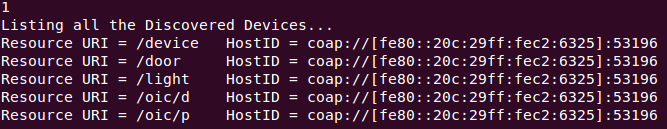 1
Listing all the Discovered Devices...
Resource URI = /device   HostID = coap://[fe80::20c:29ff:fec2:6325]:53196
Resource URI = /door     HostID = coap://[fe80::20c:29ff:fec2:6325]:53196
Resource URI = /light    HostID = coap://[fe80::20c:29ff:fec2:6325]:53196
Resource URI = /oic/d    HostID = coap://[fe80::20c:29ff:fec2:6325]:53196
Resource URI = /oic/p    HostID = coap://[fe80::20c:29ff:fec2:6325]:53196